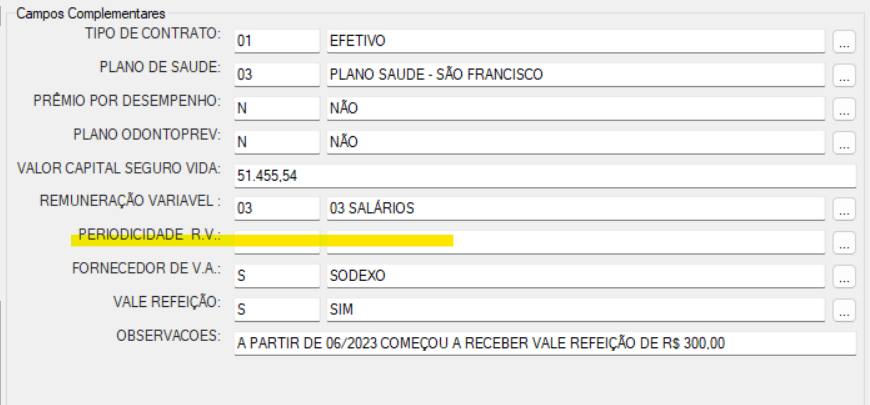 Campos Complementares
TIPO DE CONTRATO: 01 EFETIVO ...
PLANO DE SAUDE: 03 PLANO SAUDE - SÃO FRANCISCO ...
PRÊMIO POR DESEMPENHO: N NÃO ...
PLANO ODONTOPREV: N NÃO ...
VALOR CAPITAL SEGURO VIDA: 51.455,54
REMUNERAÇÃO VARIAVEL : 03 03 SALÁRIOS ...
PERIODICIDADE R.V.: ...
FORNECEDOR DE V.A.: S SODEXO ...
VALE REFEIÇÃO: S SIM ...
OBSERVACOES: A PARTIR DE 06/2023 COMEÇOU A RECEBER VALE REFEIÇÃO DE R$ 300,00